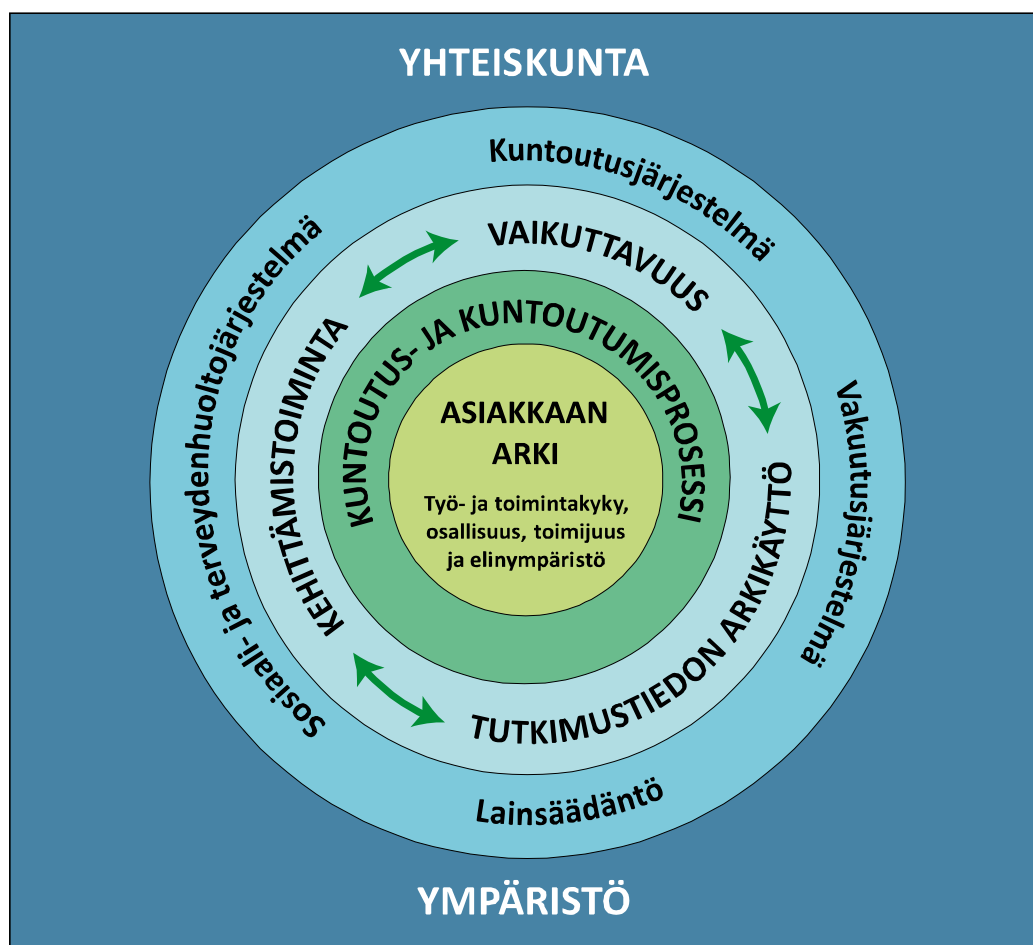 YHTEISKUNTA
Kuntoutusjärjestelmä
Vakuutusjärjestelmä
Lainsäädäntö
Sosiaali- ja terveydenhuoltojärjestelmä
VAIKUTTAVUUS
TUTKIMUSTIEDON ARKIKÄYTTÖ
KEHITTÄMISTOIMINTA
KUNTOUTUS- JA KUNTOUTUMISPROSESSI
ASIAKKAAN
ARKI
Työ- ja toimintakyky,
osallisuus, toimijuus
ja elinympäristö
YMPÄRISTÖ